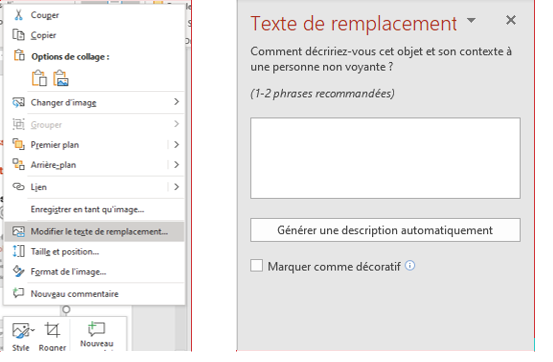 Couper
Copier
Options de collage :
Changer d'image
Grouper
Premier plan
Arrière-plan
Lien
Enregistrer en tant qu'image...
Modifier le texte de remplacement...
Taille et position...
Format de l'image...
Nouveau commentaire
Style
Rogner
Nouveau
Texte de remplacement
Comment décririez-vous cet objet et son contexte à
une personne non voyante ?
(1-2 phrases recommandées)
Générer une description automatiquement
Marquer comme décoratif